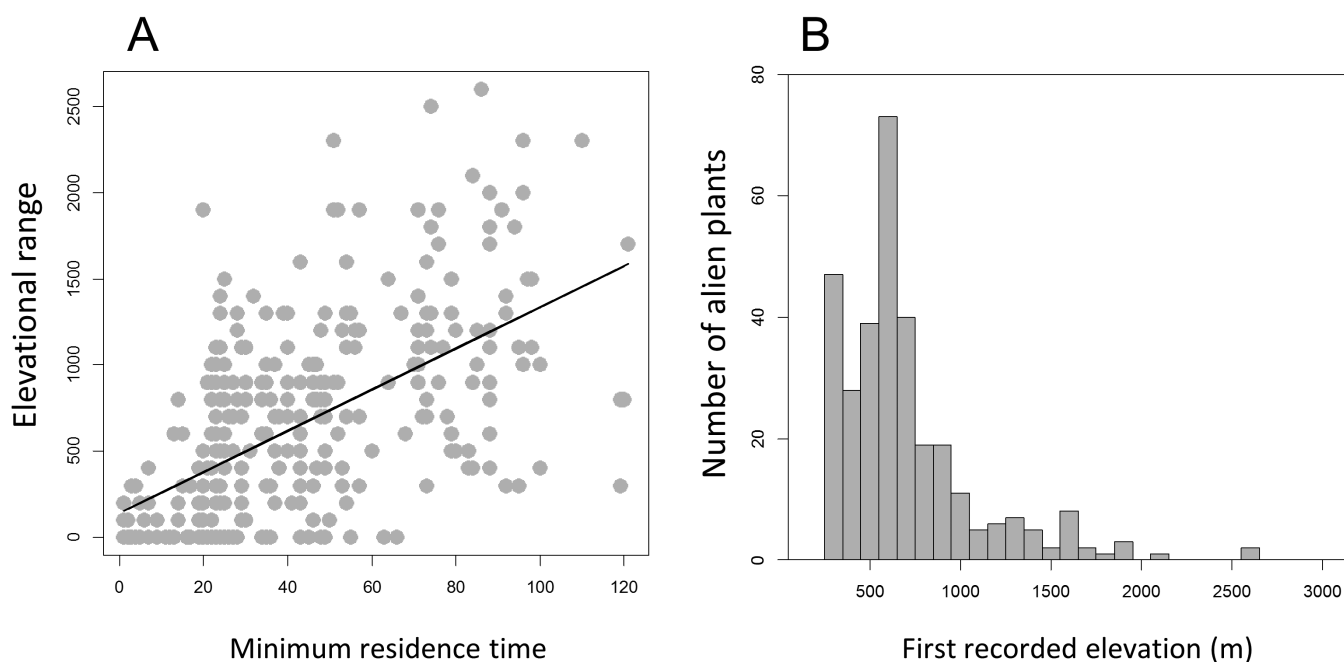 A
B
Elevational range
2500
2000
1500
1000
500
0
0 20 40 60 80 100 120
Minimum residence time
Number of alien plants
80
60
40
20
0
500 1000 1500 2000 2500 3000
First recorded elevation (m)